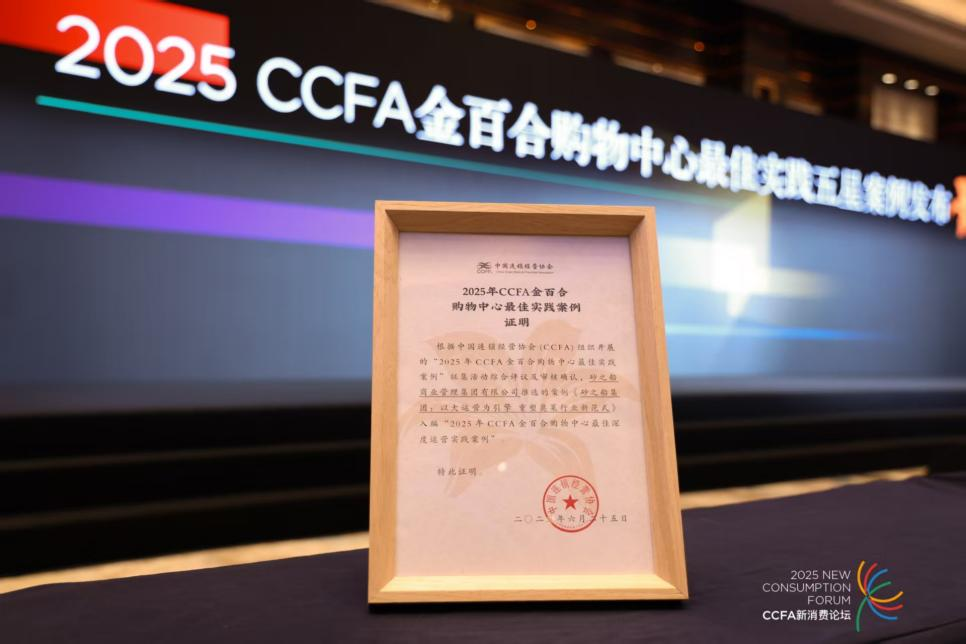 2025 CCFA金百合购物中心最佳实践五星案例发布
CCFA
中国连锁经营协会
2025年CCFA金百合
购物中心最佳实践案例
证明
根据中国连锁经营协会(CCFA)组织开展
的“2025年CCFA金百合购物中心最佳实践
案例”征集活动综合评议及审核确认，砂之船
商业管理集团有限公司推选的案例《砂之船集
团：以大运营为引擎 重塑奥莱行业新范式》
入编“2025年CCFA金百合购物中心最佳深
度运营实践案例”。
特此证明。
中国连锁经营协会
二〇二 年六月二十五日
2025 NEW
CONSUMPTION
FORUM
CCFA新消费论坛